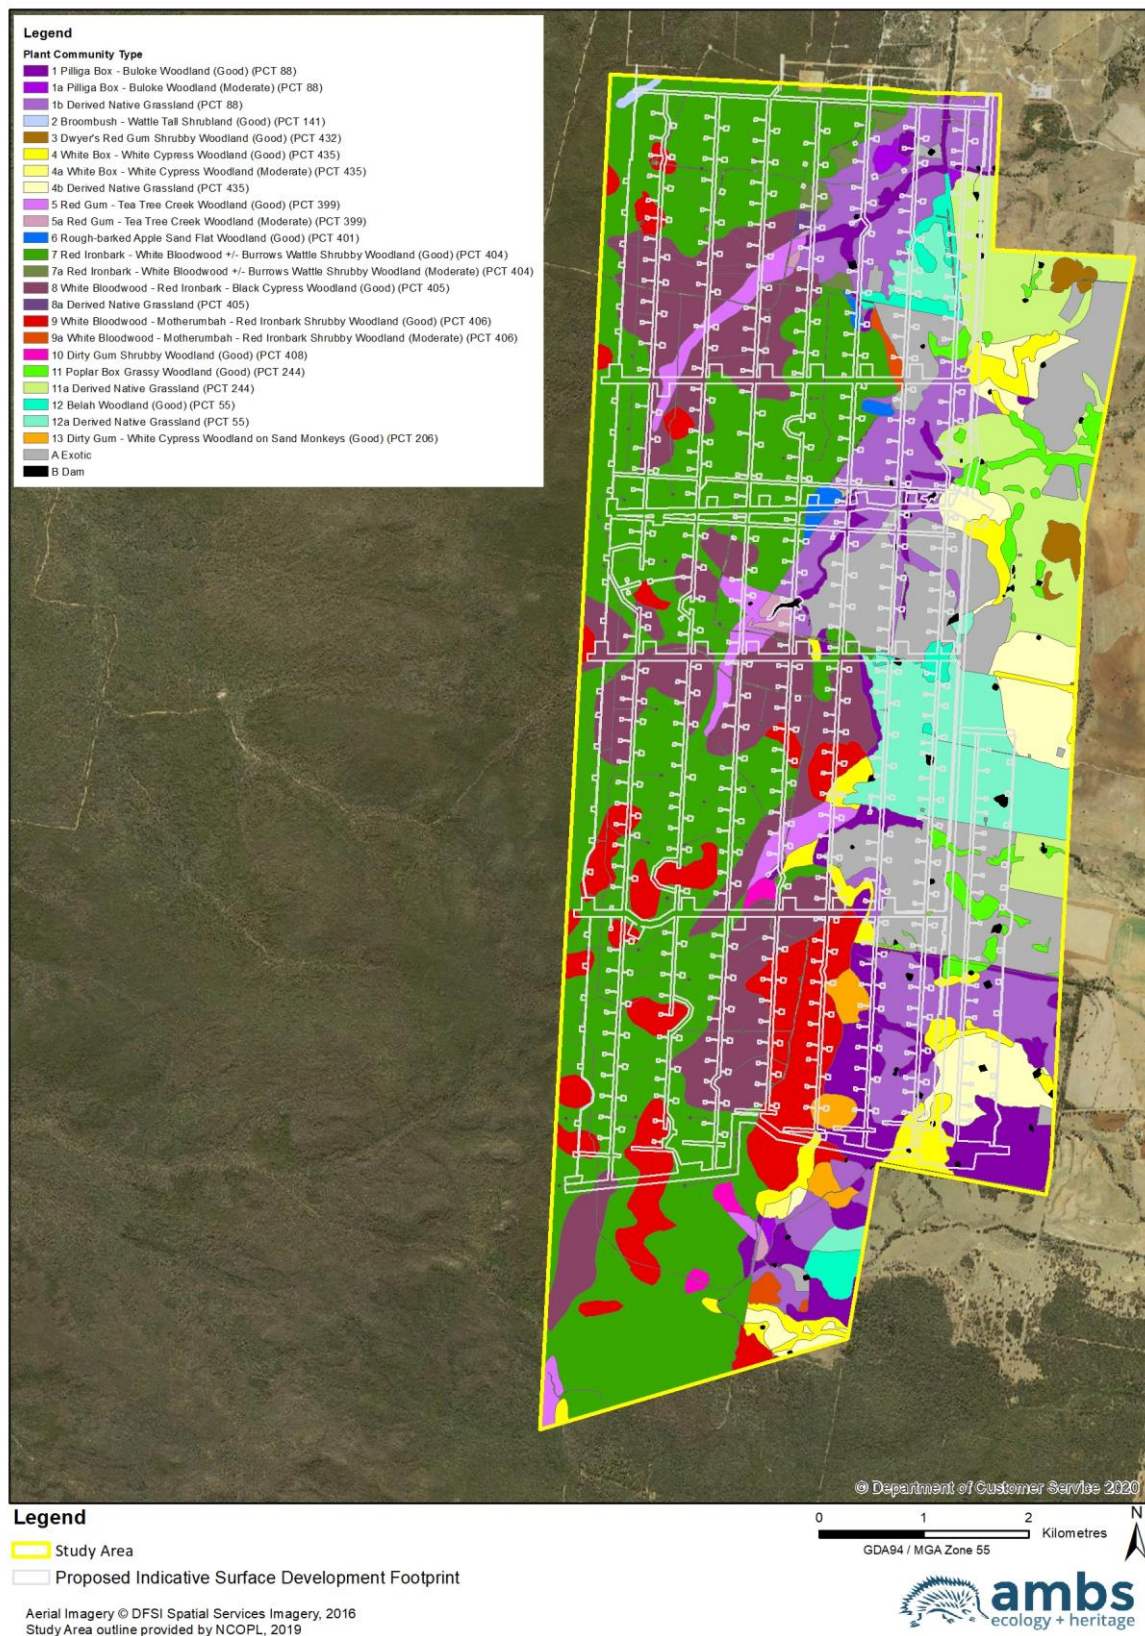 Legend
Plant Community Type
1 Pilliga Box - Buloke Woodland (Good) (PCT 88)
1a Pilliga Box - Buloke Woodland (Moderate) (PCT 88)
1b Derived Native Grassland (PCT 88)
2 Broombush - Wattle Tall Shrubland (Good) (PCT 141)
3 Dwyer's Red Gum Shrubby Woodland (Good) (PCT 432)
4 White Box - White Cypress Woodland (Good) (PCT 435)
4a White Box - White Cypress Woodland (Moderate) (PCT 435)
4b Derived Native Grassland (PCT 435)
5 Red Gum - Tea Tree Creek Woodland (Good) (PCT 399)
5a Red Gum - Tea Tree Creek Woodland (Moderate) (PCT 399)
6 Rough-barked Apple Sand Flat Woodland (Good) (PCT 401)
7 Red Ironbark - White Bloodwood +/- Burrows Wattle Shrubby Woodland (Good) (PCT 404)
7a Red Ironbark - White Bloodwood +/- Burrows Wattle Shrubby Woodland (Moderate) (PCT 404)
8 White Bloodwood - Red Ironbark - Black Cypress Woodland (Good) (PCT 405)
8a Derived Native Grassland (PCT 405)
9 White Bloodwood - Motherumbah - Red Ironbark Shrubby Woodland (Good) (PCT 406)
9a White Bloodwood - Motherumbah - Red Ironbark Shrubby Woodland (Moderate) (PCT 406)
10 Dirty Gum Shrubby Woodland (Good) (PCT 408)
11 Poplar Box Grassy Woodland (Good) (PCT 244)
11a Derived Native Grassland (PCT 244)
12 Belah Woodland (Good) (PCT 55)
12a Derived Native Grassland (PCT 55)
13 Dirty Gum - White Cypress Woodland on Sand Monkeys (Good) (PCT 206)
A Exotic
B Dam
© Department of Customer Service 2020
Legend
Study Area
Proposed Indicative Surface Development Footprint
0 1 2
Kilometres
GDA94 / MGA Zone 55
N
Aerial Imagery © DFSI Spatial Services Imagery, 2016
Study Area outline provided by NCOPL, 2019
ambs
ecology + heritage